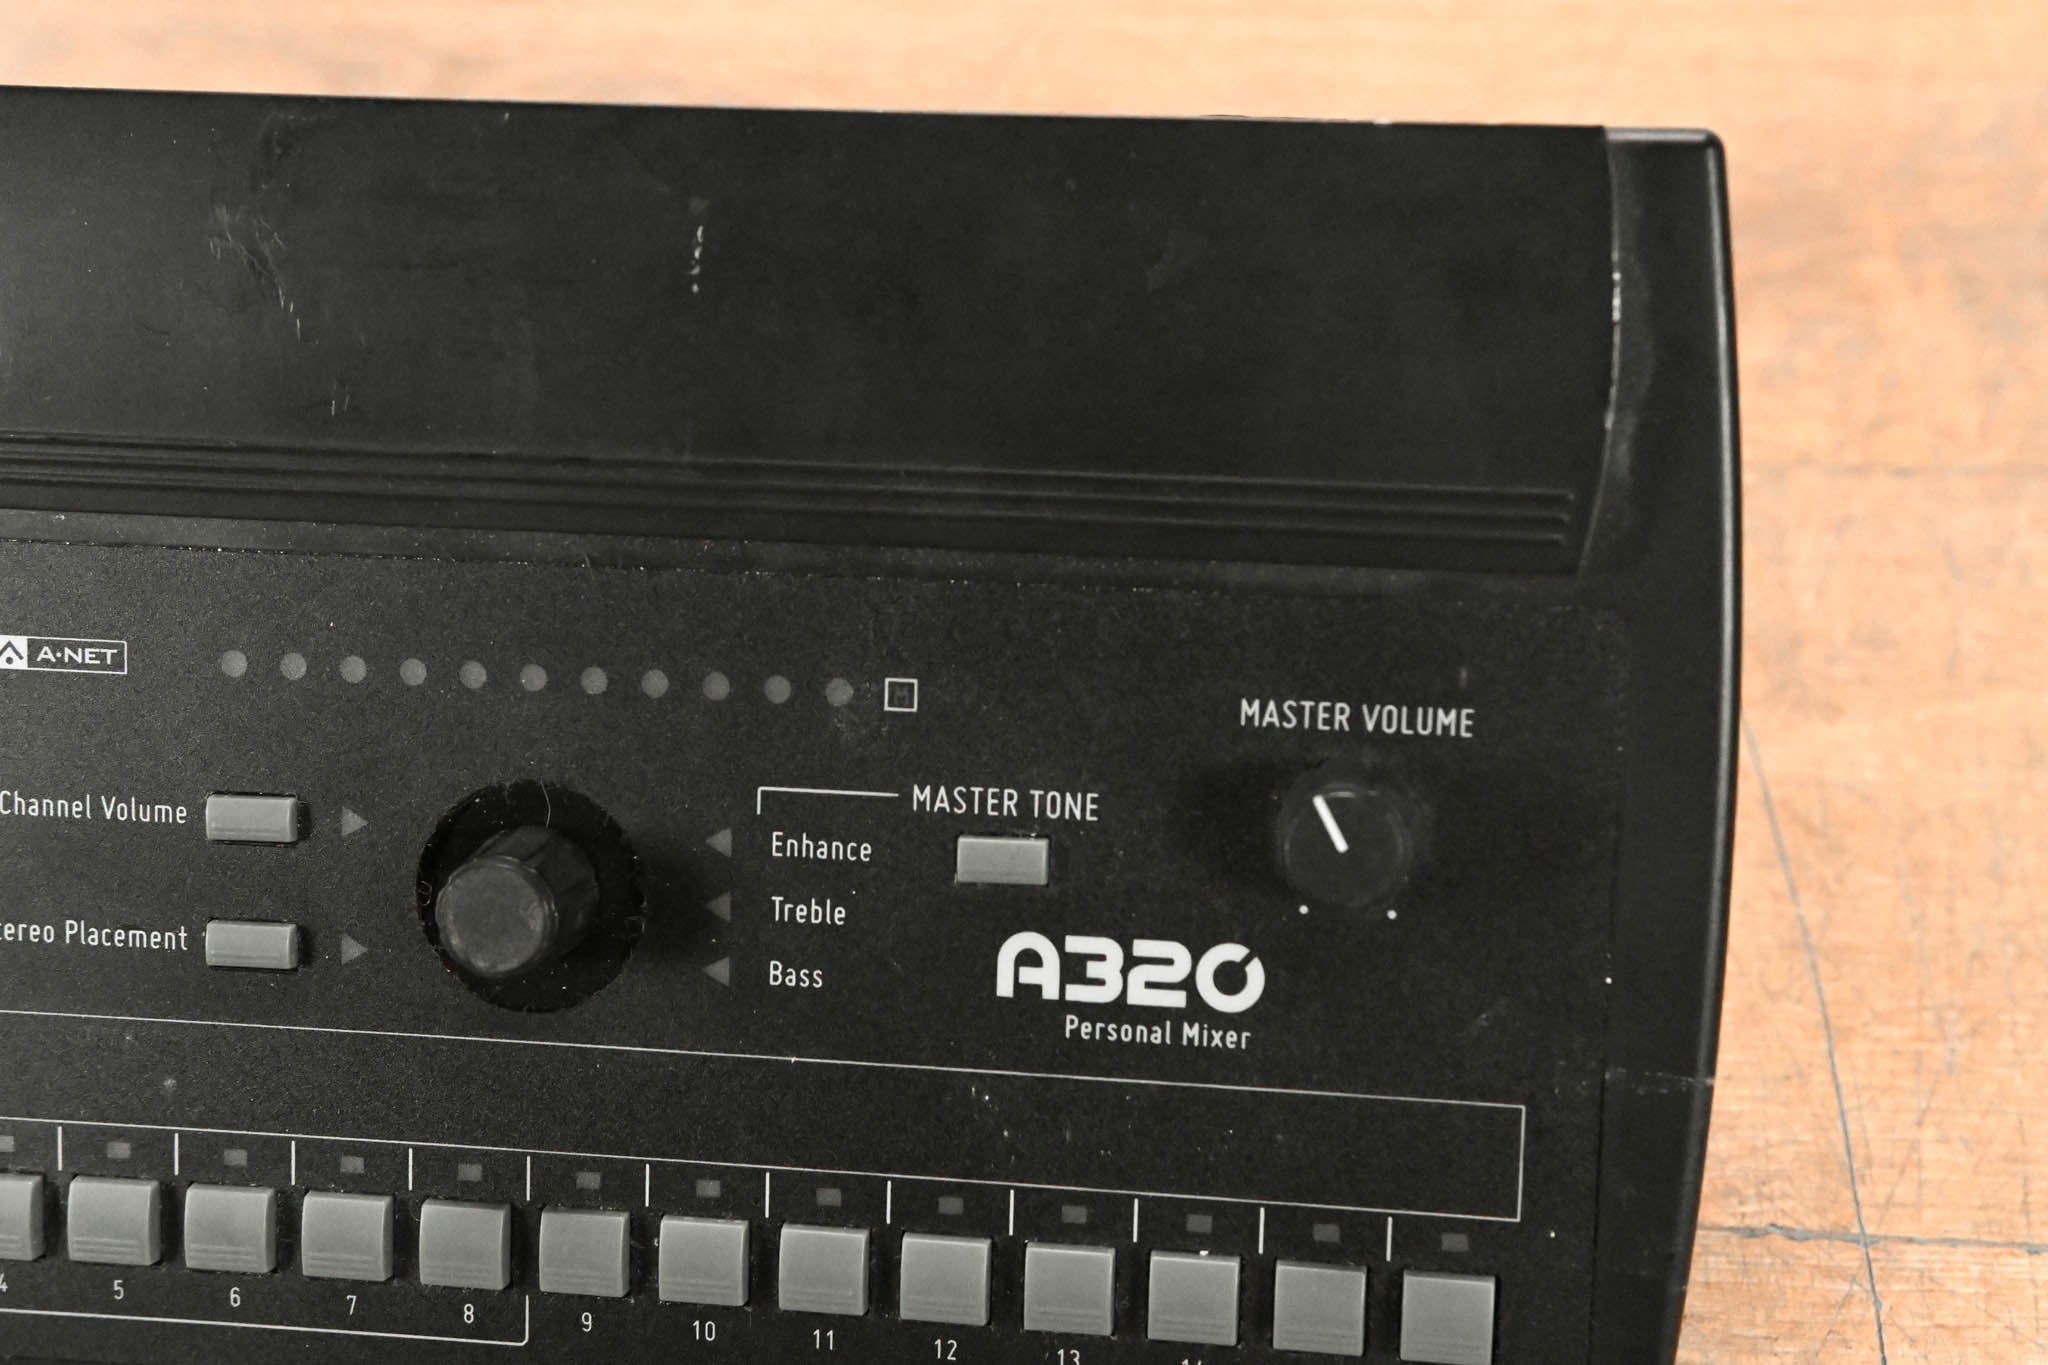 A·NET
M
MASTER VOLUME
Channel Volume
MASTER TONE
Enhance
Treble
Placement
Bass
A320
Personal Mixer
4 5 6 7 8 9 10 11 12 13